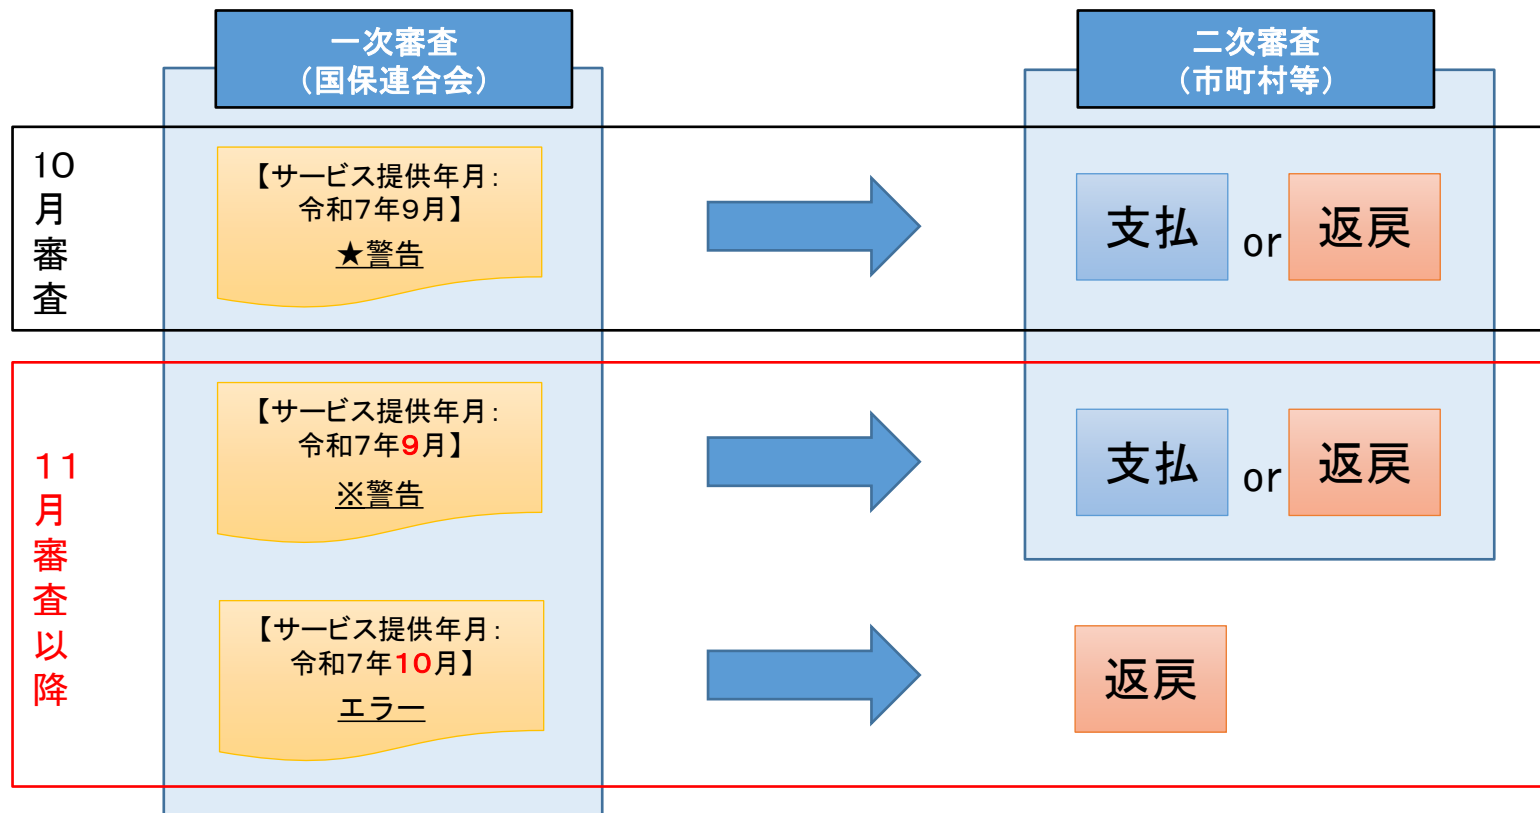 一次審査
（国保連合会）
二次審査
（市町村等）
10
月
審
査
【サービス提供年月：
令和7年9月】
★警告
支払
or
返戻
11
月
審
査
以
降
【サービス提供年月：
令和7年9月】
※警告
支払
or
返戻
【サービス提供年月：
令和7年10月】
エラー
返戻